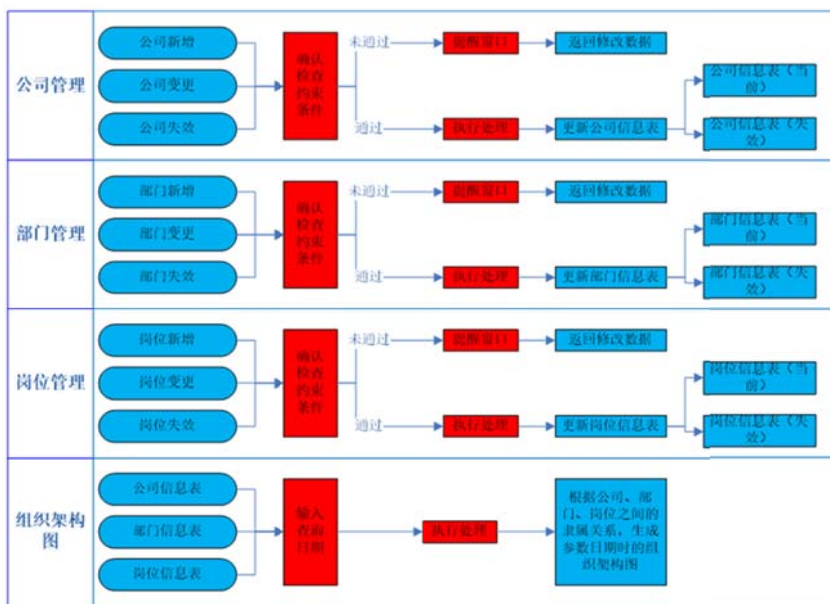 公司管理
公司新增
公司变更
公司失效
确认
检查
约束
条件
未通过
提醒窗口
返回修改数据
通过
执行处理
更新公司信息表
公司信息表（当
前）
公司信息表（失
效）
部门管理
部门新增
部门变更
部门失效
确认
检查
约束
条件
未通过
提醒窗口
返回修改数据
通过
执行处理
更新部门信息表
部门信息表（当
前）
部门信息表（失
效）
岗位管理
岗位新增
岗位变更
岗位失效
确认
检查
约束
条件
未通过
提醒窗口
返回修改数据
通过
执行处理
更新岗位信息表
岗位信息表（当
前）
岗位信息表（失
效）
组织架构
图
公司信息表
部门信息表
岗位信息表
输入
查询
日期
执行处理
根据公司、部
门、岗位之间的
隶属关系，生成
参数日期时的组
织架构图